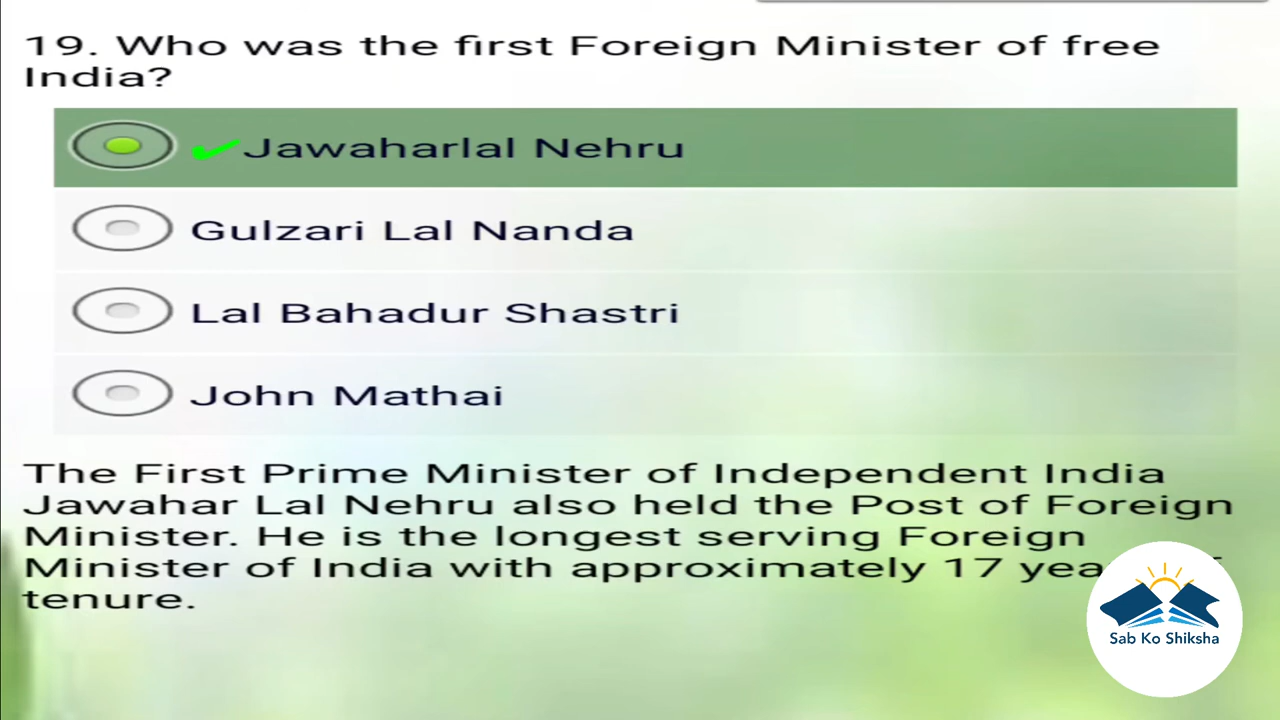 19. Who was the first Foreign Minister of free
India?
✔Jawaharlal Nehru
Gulzari Lal Nanda
Lal Bahadur Shastri
John Mathai
The First Prime Minister of Independent India
Jawahar Lal Nehru also held the Post of Foreign
Minister. He is the longest serving Foreign
Minister of India with approximately 17
tenure.
Sab Ko Shiksha